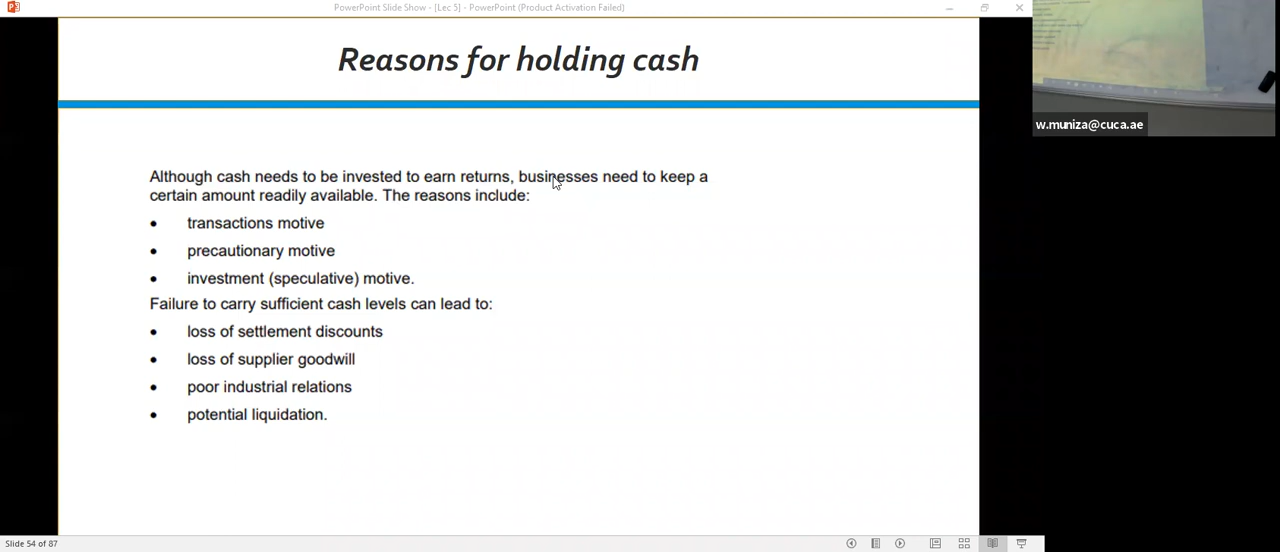 PowerPoint Slide Show - [Lec 5] - PowerPoint (Product Activation Failed)
Reasons for holding cash
Although cash needs to be invested to earn returns, businesses need to keep a
certain amount readily available. The reasons include:
• transactions motive
• precautionary motive
• investment (speculative) motive.
Failure to carry sufficient cash levels can lead to:
• loss of settlement discounts
• loss of supplier goodwill
• poor industrial relations
• potential liquidation.
w.muniza@cuca.ae
Slide 54 of 87